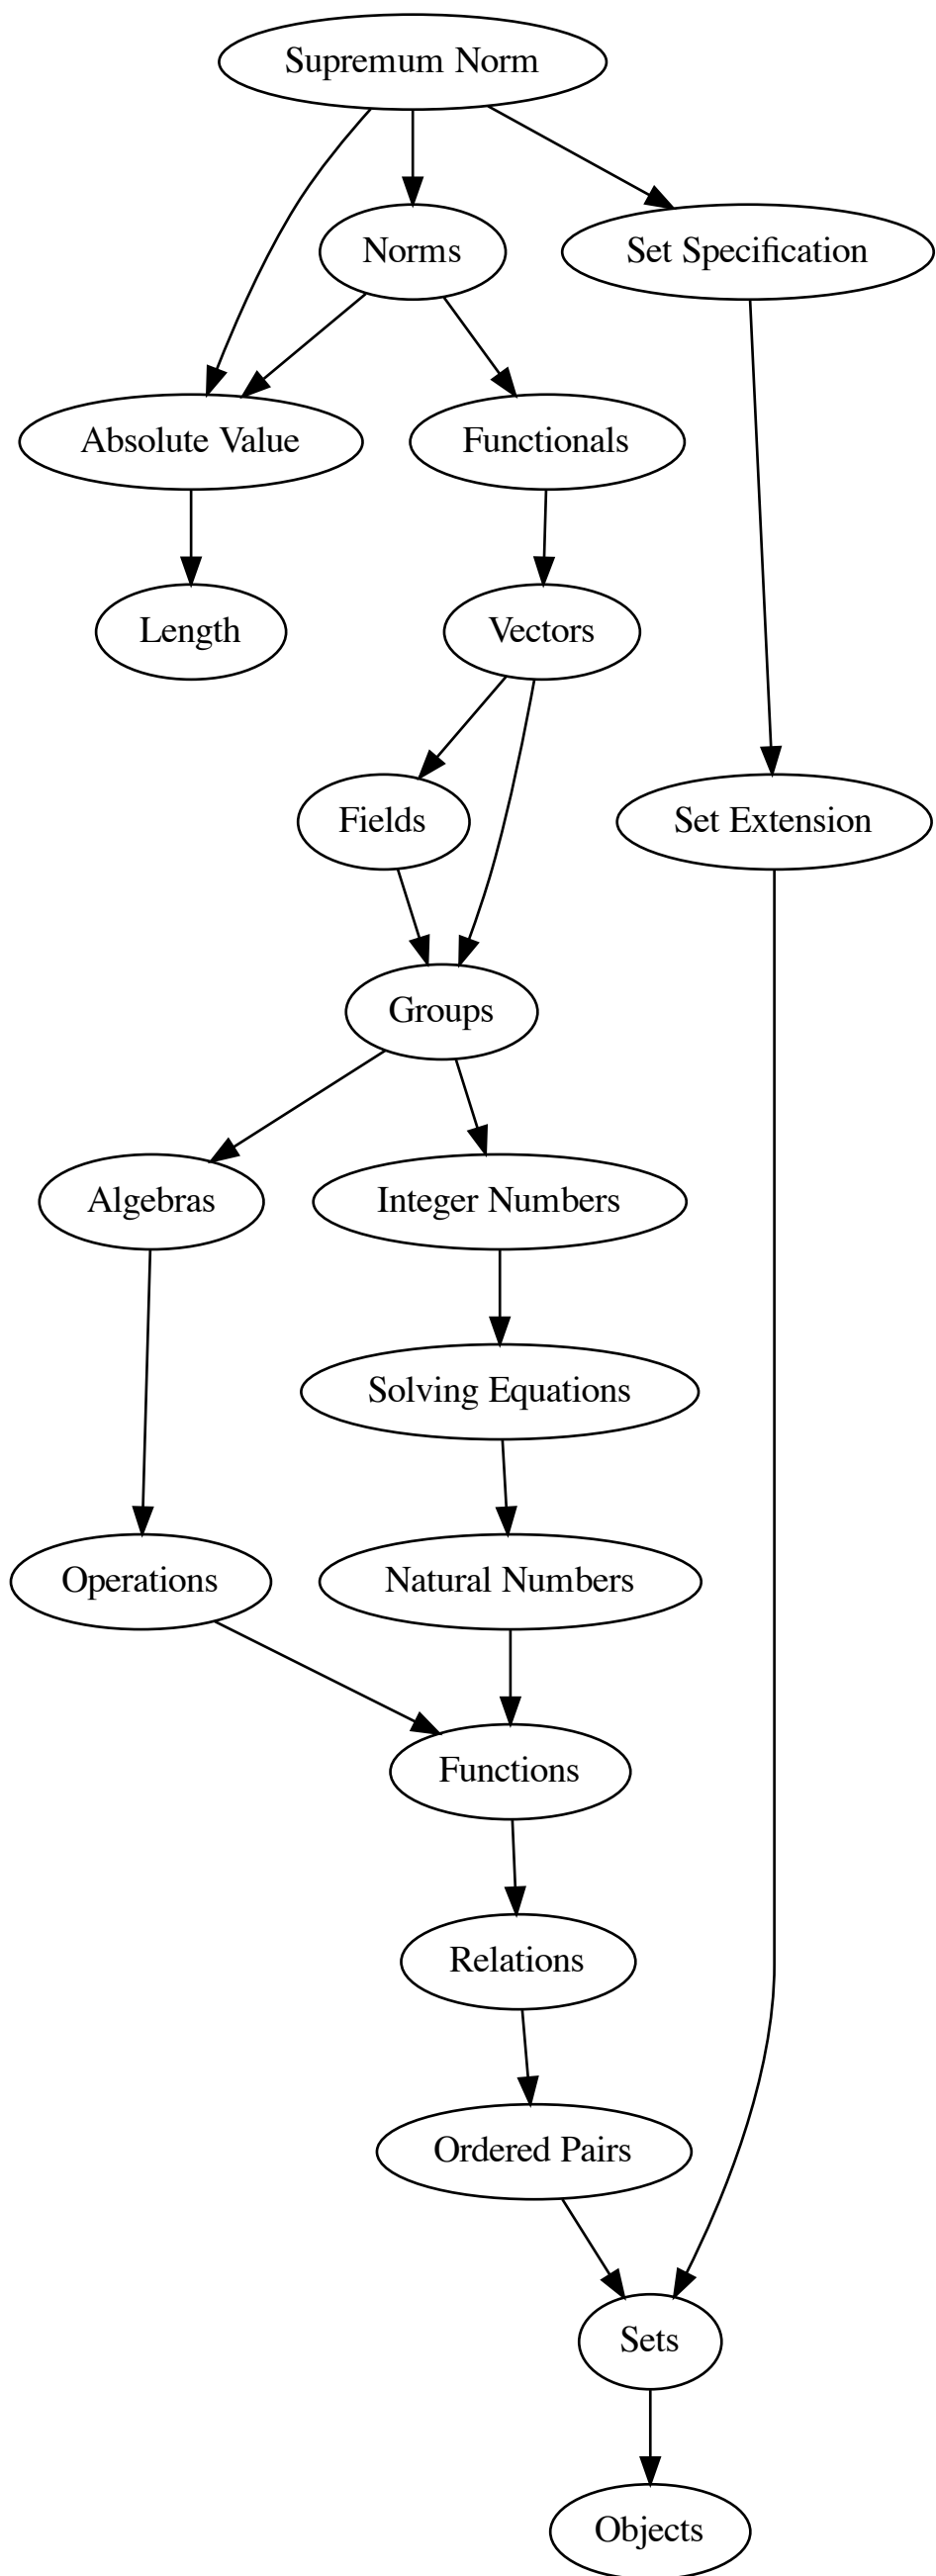 Supremum Norm
Norms
Set Specification
Absolute Value
Functionals
Length
Vectors
Fields
Set Extension
Groups
Algebras
Integer Numbers
Solving Equations
Operations
Natural Numbers
Functions
Relations
Ordered Pairs
Sets
Objects